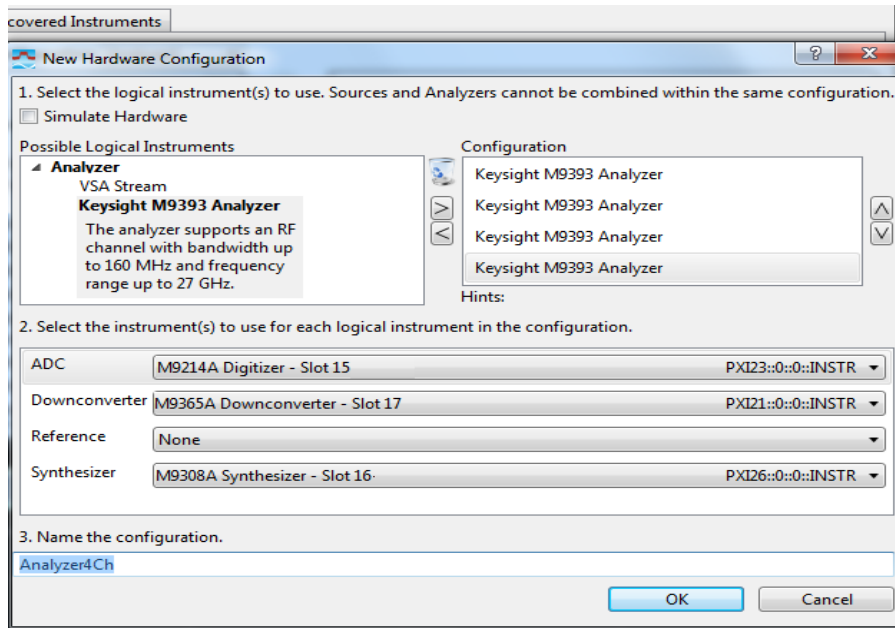 covered Instruments
New Hardware Configuration
1. Select the logical instrument(s) to use. Sources and Analyzers cannot be combined within the same configuration.
Simulate Hardware
Possible Logical Instruments
Configuration
Analyzer
VSA Stream
Keysight M9393 Analyzer
The analyzer supports an RF
channel with bandwidth up
to 160 MHz and frequency
range up to 27 GHz.
>
<
Keysight M9393 Analyzer
Keysight M9393 Analyzer
Keysight M9393 Analyzer
Keysight M9393 Analyzer
Hints:
2. Select the instrument(s) to use for each logical instrument in the configuration.
ADC M9214A Digitizer - Slot 15 PXI23::0::0::INSTR
Downconverter M9365A Downconverter - Slot 17 PXI21::0::0::INSTR
Reference None
Synthesizer M9308A Synthesizer - Slot 16 PXI26::0::0::INSTR
3. Name the configuration.
Analyzer4Ch
OK Cancel